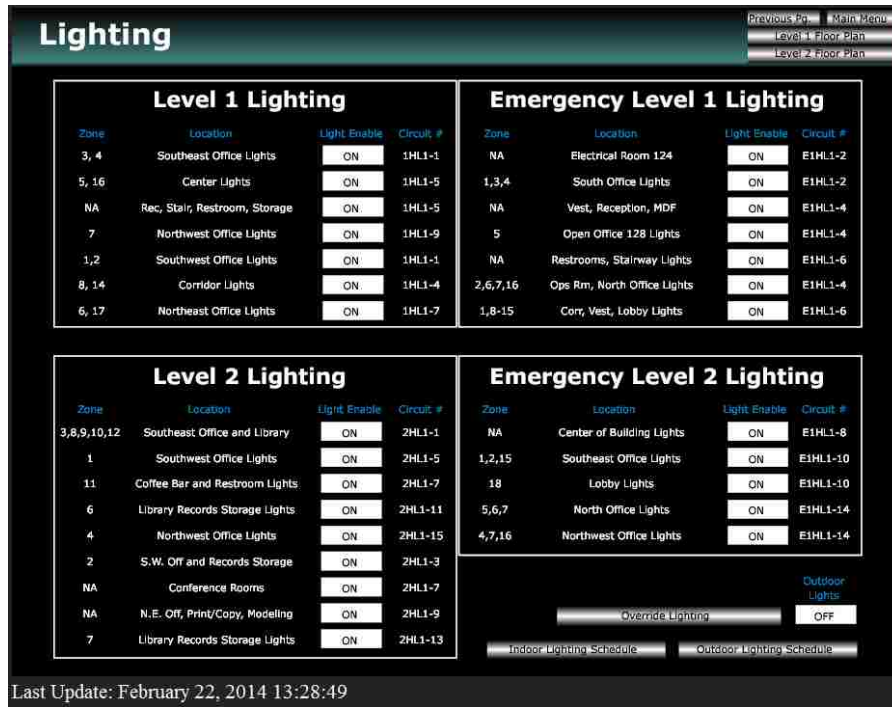 Lighting
Previous Pg. Main Menu
Level 1 Floor Plan
Level 2 Floor Plan
Level 1 Lighting
Zone Location Light Enable Circuit #
3, 4 Southeast Office Lights ON 1HL1-1
5, 16 Center Lights ON 1HL1-5
NA Rec, Stair, Restroom, Storage ON 1HL1-5
7 Northwest Office Lights ON 1HL1-9
1,2 Southwest Office Lights ON 1HL1-1
8, 14 Corridor Lights ON 1HL1-4
6, 17 Northeast Office Lights ON 1HL1-7
Emergency Level 1 Lighting
Zone Location Light Enable Circuit #
NA Electrical Room 124 ON E1HL1-2
1,3,4 South Office Lights ON E1HL1-2
NA Vest, Reception, MDF ON E1HL1-4
5 Open Office 128 Lights ON E1HL1-4
NA Restrooms, Stairway Lights ON E1HL1-6
2,6,7,16 Ops Rm, North Office Lights ON E1HL1-4
1,8-15 Corr, Vest, Lobby Lights ON E1HL1-6
Level 2 Lighting
Zone Location Light Enable Circuit #
3,8,9,10,12 Southeast Office and Library ON 2HL1-1
1 Southwest Office Lights ON 2HL1-5
11 Coffee Bar and Restroom Lights ON 2HL1-7
6 Library Records Storage Lights ON 2HL1-11
4 Northwest Office Lights ON 2HL1-15
2 S.W. Off and Records Storage ON 2HL1-3
NA Conference Rooms ON 2HL1-7
NA N.E. Off, Print/Copy, Modeling ON 2HL1-9
7 Library Records Storage Lights ON 2HL1-13
Emergency Level 2 Lighting
Zone Location Light Enable Circuit #
NA Center of Building Lights ON E1HL1-8
1,2,15 Southeast Office Lights ON E1HL1-10
18 Lobby Lights ON E1HL1-10
5,6,7 North Office Lights ON E1HL1-14
4,7,16 Northwest Office Lights ON E1HL1-14
Outdoor
Lights
Override Lighting OFF
Indoor Lighting Schedule Outdoor Lighting Schedule
Last Update: February 22, 2014 13:28:49